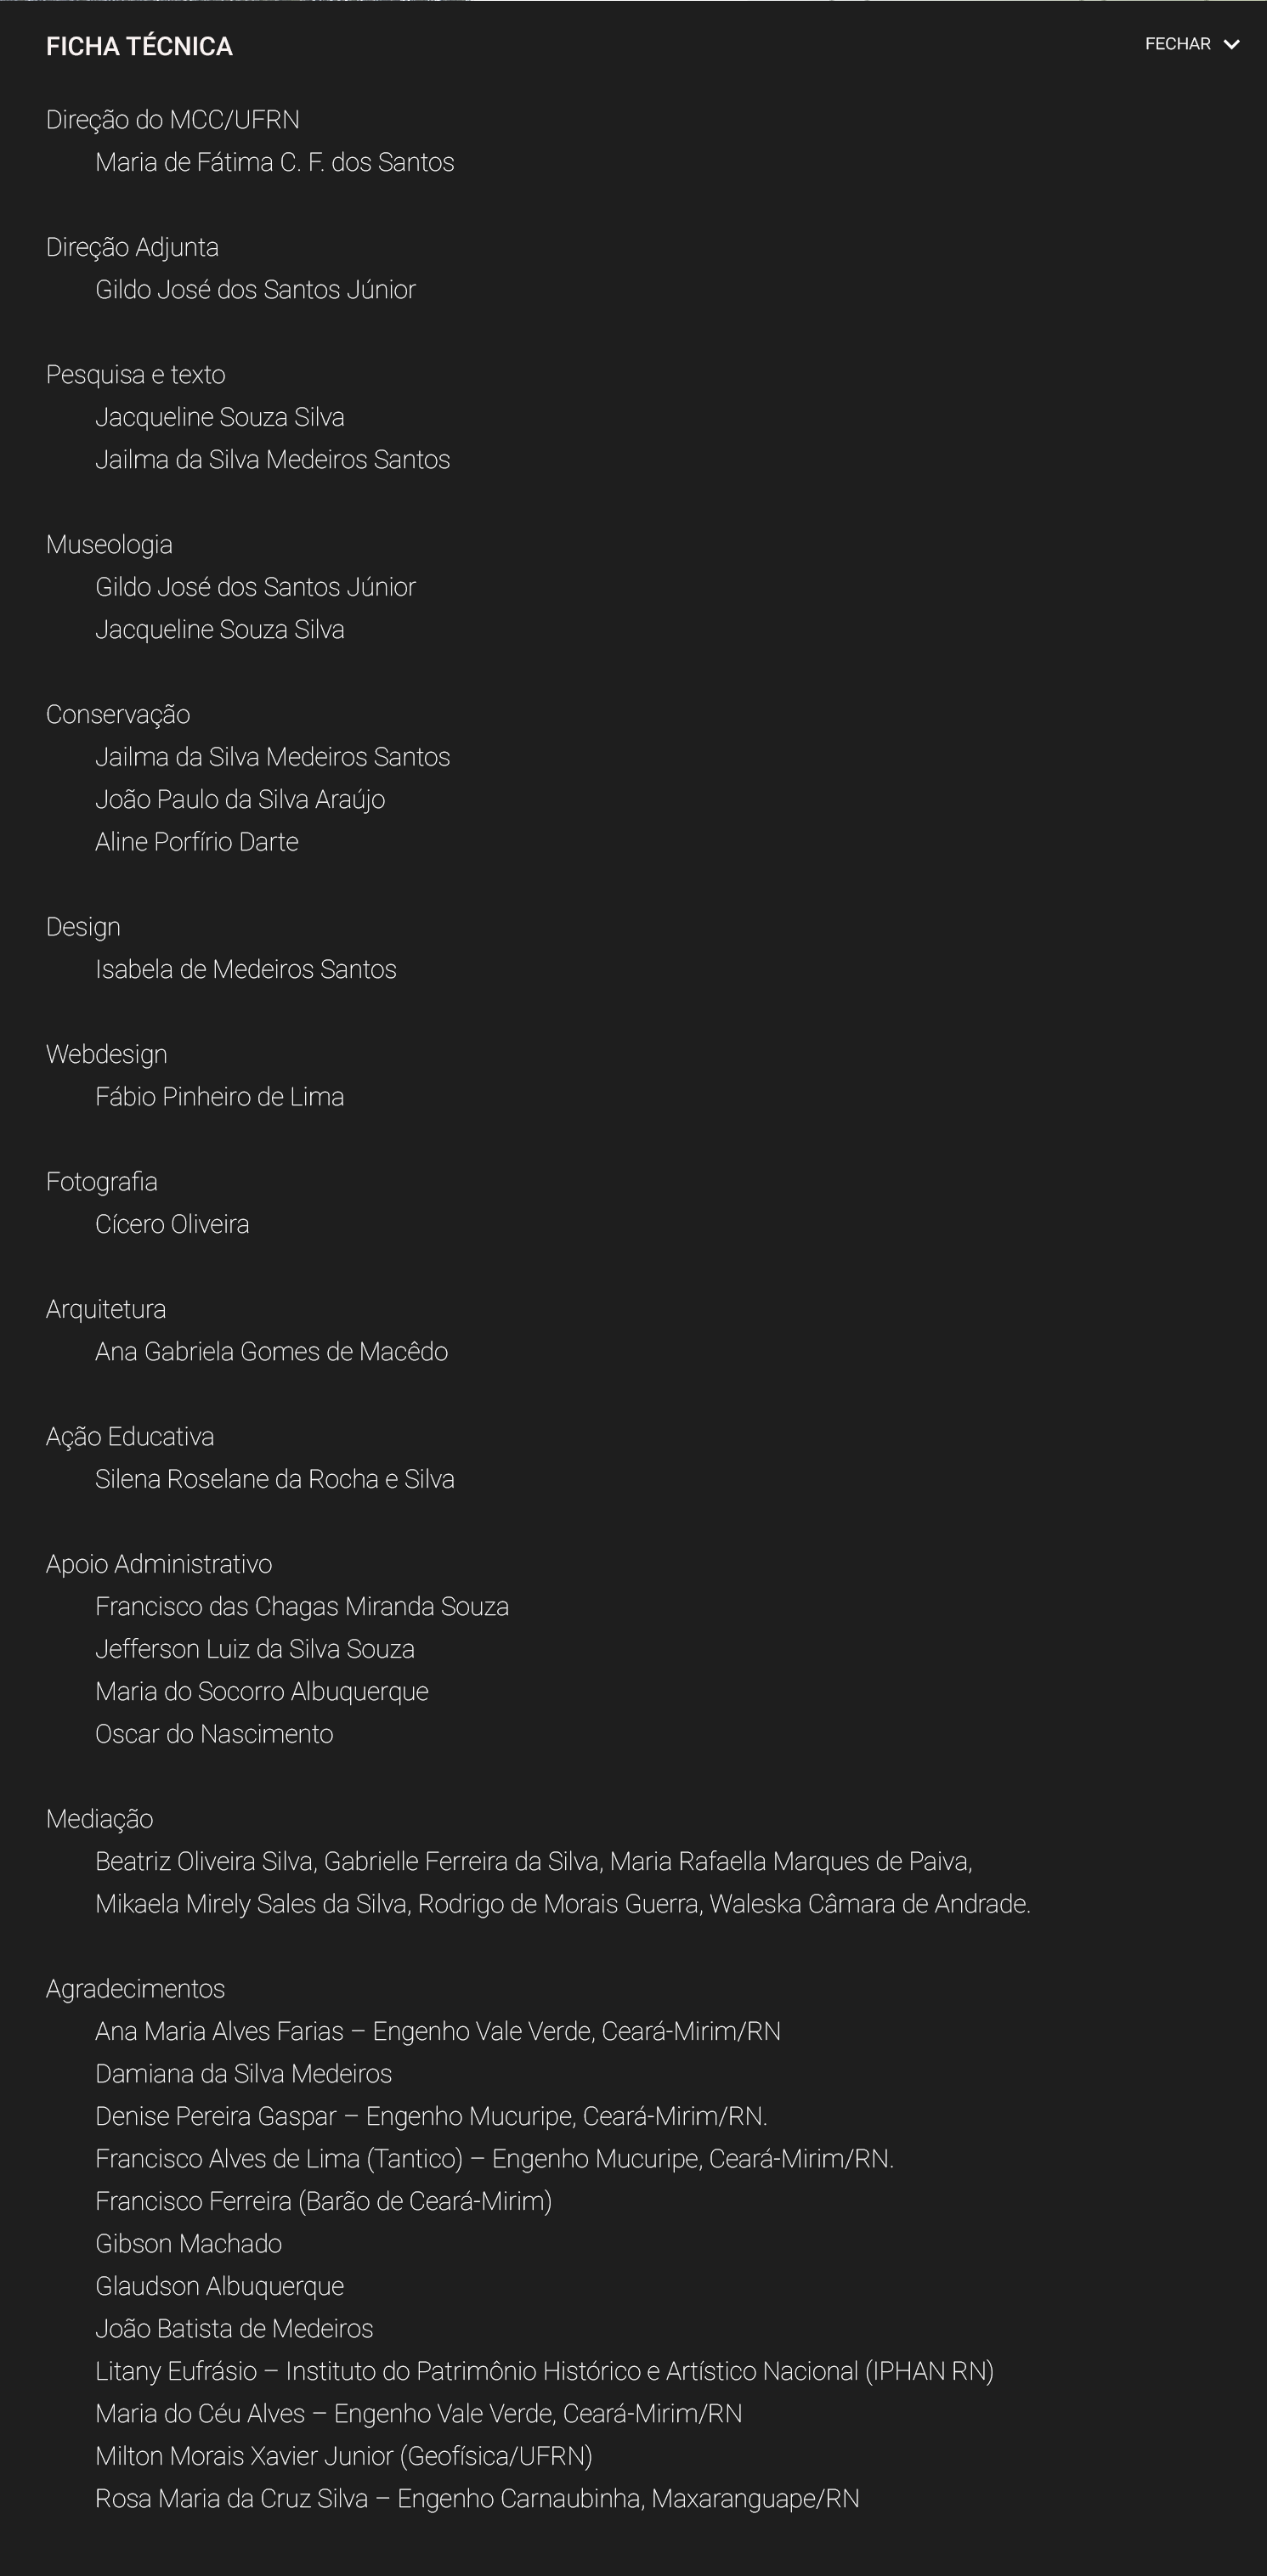 FICHA TÉCNICA
FECHAR
Direção do MCC/UFRN
Maria de Fátima C. F. dos Santos
Direção Adjunta
Gildo José dos Santos Júnior
Pesquisa e texto
Jacqueline Souza Silva
Jailma da Silva Medeiros Santos
Museologia
Gildo José dos Santos Júnior
Jacqueline Souza Silva
Conservação
Jailma da Silva Medeiros Santos
João Paulo da Silva Araújo
Aline Porfírio Darte
Design
Isabela de Medeiros Santos
Webdesign
Fábio Pinheiro de Lima
Fotografia
Cícero Oliveira
Arquitetura
Ana Gabriela Gomes de Macêdo
Ação Educativa
Silena Roselane da Rocha e Silva
Apoio Administrativo
Francisco das Chagas Miranda Souza
Jefferson Luiz da Silva Souza
Maria do Socorro Albuquerque
Oscar do Nascimento
Mediação
Beatriz Oliveira Silva, Gabrielle Ferreira da Silva, Maria Rafaella Marques de Paiva,
Mikaela Mirely Sales da Silva, Rodrigo de Morais Guerra, Waleska Câmara de Andrade.
Agradecimentos
Ana Maria Alves Farias – Engenho Vale Verde, Ceará-Mirim/RN
Damiana da Silva Medeiros
Denise Pereira Gaspar – Engenho Mucuripe, Ceará-Mirim/RN.
Francisco Alves de Lima (Tantico) – Engenho Mucuripe, Ceará-Mirim/RN.
Francisco Ferreira (Barão de Ceará-Mirim)
Gibson Machado
Glaudson Albuquerque
João Batista de Medeiros
Litany Eufrásio – Instituto do Patrimônio Histórico e Artístico Nacional (IPHAN RN)
Maria do Céu Alves – Engenho Vale Verde, Ceará-Mirim/RN
Milton Morais Xavier Junior (Geofísica/UFRN)
Rosa Maria da Cruz Silva – Engenho Carnaubinha, Maxaranguape/RN